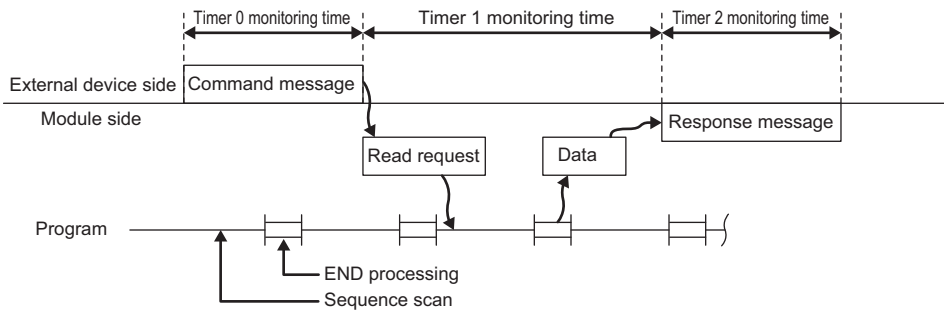 Timer 0 monitoring time
Timer 1 monitoring time
Timer 2 monitoring time
External device side
Command message
Module side
Response message
Read request
Data
Program
END processing
Sequence scan